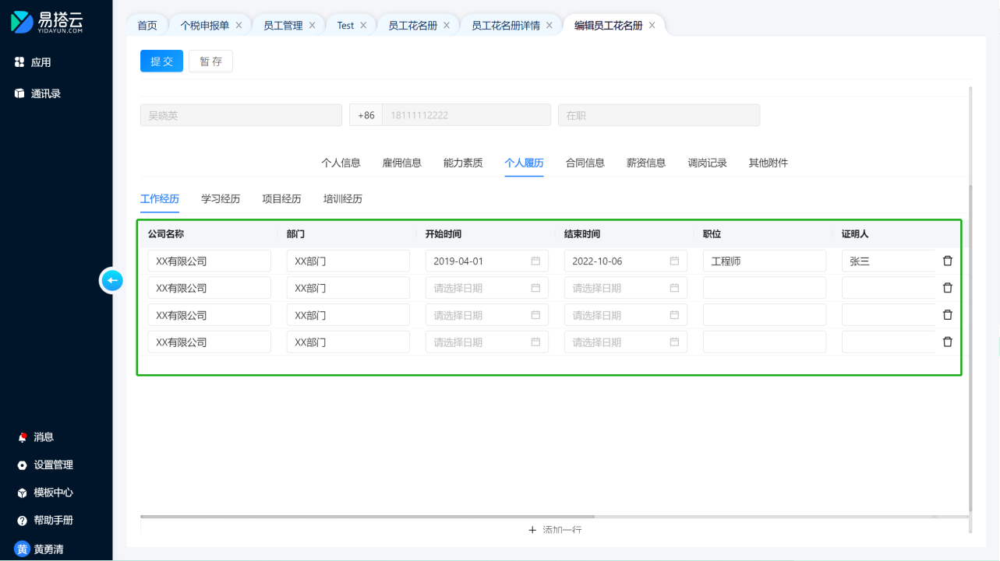 易搭云
YIDAYUN.COM
应用
通讯录
消息
设置管理
模板中心
帮助手册
黄 黄勇清
首页 个税申报单 员工管理 Test 员工花名册 员工花名册详情 编辑员工花名册
提交 暂存
吴晓英 +86 18111112222 在职
个人信息 雇佣信息 能力素质 个人履历 合同信息 薪资信息 调岗记录 其他附件
工作经历 学习经历 项目经历 培训经历
公司名称 部门 开始时间 结束时间 职位 证明人
XX有限公司 XX部门 2019-04-01 2022-10-06 工程师 张三
XX有限公司 XX部门 请选择日期 请选择日期
XX有限公司 XX部门 请选择日期 请选择日期
XX有限公司 XX部门 请选择日期 请选择日期
+ 添加一行